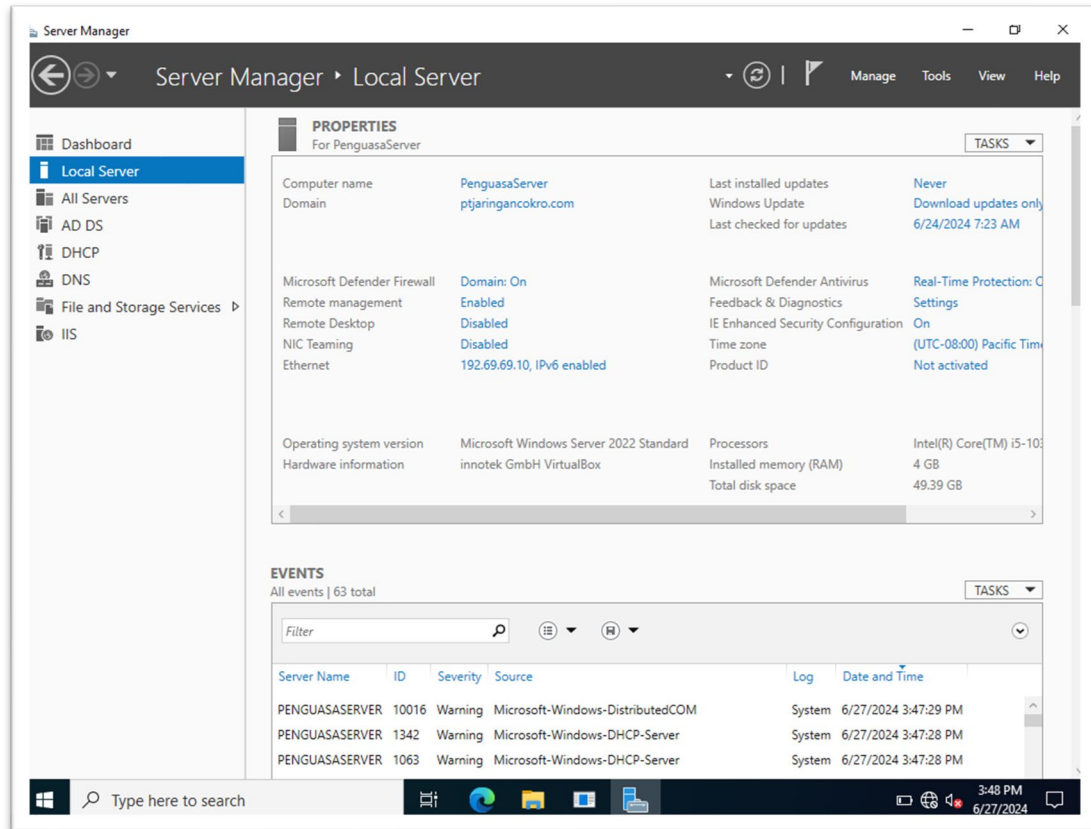 Server Manager
Server Manager ‣ Local Server
Manage Tools View Help
Dashboard
Local Server
All Servers
AD DS
DHCP
DNS
File and Storage Services
IIS
PROPERTIES
For PenguasaServer
TASKS
Computer name PenguasaServer Last installed updates Never
Domain ptjaringancokro.com Windows Update Download updates only
Last checked for updates 6/24/2024 7:23 AM
Microsoft Defender Firewall Domain: On Microsoft Defender Antivirus Real-Time Protection:
Remote management Enabled Feedback & Diagnostics Settings
Remote Desktop Disabled IE Enhanced Security Configuration On
NIC Teaming Disabled Time zone (UTC-08:00) Pacific
Ethernet 192.69.69.10, IPv6 enabled Product ID Not activated
Operating system version Microsoft Windows Server 2022 Standard Processors Intel(R) Core(TM)
Hardware information innotek GmbH VirtualBox Installed memory (RAM) 4 GB
Total disk space 49.39 GB
EVENTS
All events | 63 total
TASKS
Filter
Server Name ID Severity Source Log Date and Time
PENGUASASERVER 10016 Warning Microsoft-Windows-DistributedCOM System 6/27/2024 3:47:29 PM
PENGUASASERVER 1342 Warning Microsoft-Windows-DHCP-Server System 6/27/2024 3:47:28 PM
PENGUASASERVER 1063 Warning Microsoft-Windows-DHCP-Server System 6/27/2024 3:47:28 PM
Type here to search
3:48 PM
6/27/2024